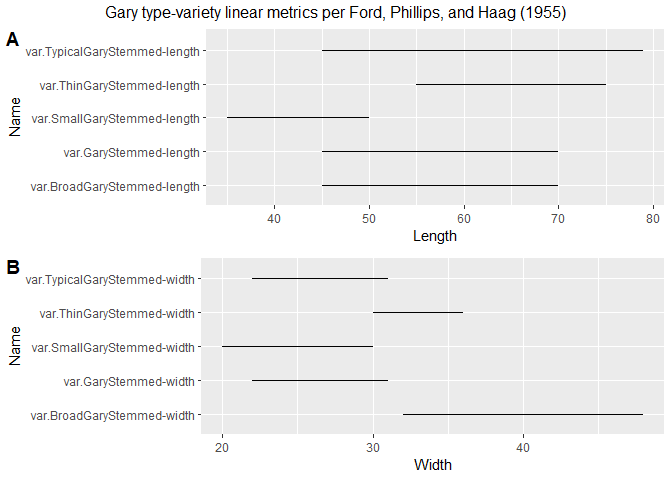 Gary type-variety linear metrics per Ford, Phillips, and Haag (1955)
A
Name
var.TypicalGaryStemmed-length
var.ThinGaryStemmed-length
var.SmallGaryStemmed-length
var.GaryStemmed-length
var.BroadGaryStemmed-length
40 50 60 70 80
Length
B
Name
var.TypicalGaryStemmed-width
var.ThinGaryStemmed-width
var.SmallGaryStemmed-width
var.GaryStemmed-width
var.BroadGaryStemmed-width
20 30 40
Width